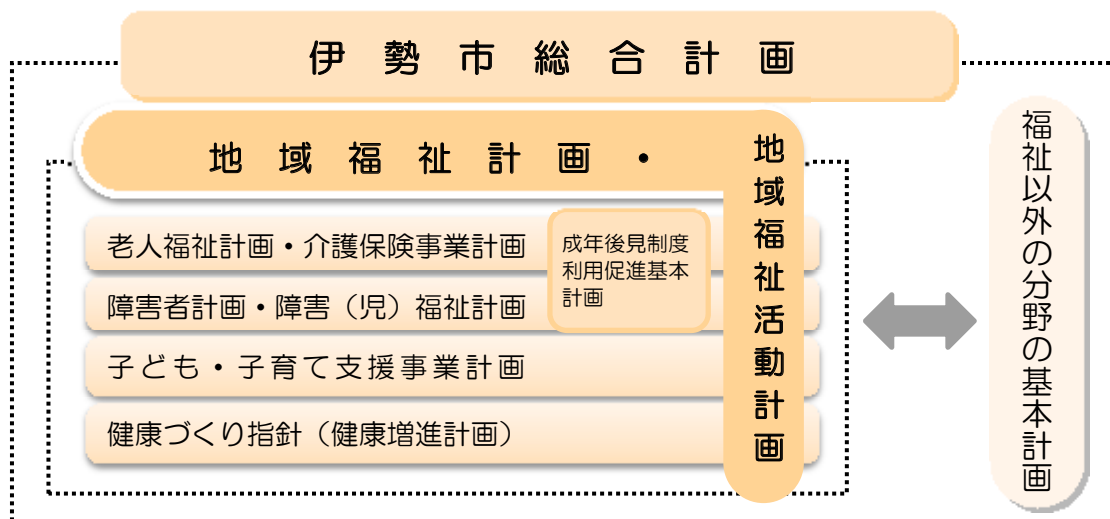 伊勢市総合計画
地域福祉計画・
地域福祉活動計画
老人福祉計画・介護保険事業計画
障害者計画・障害（児）福祉計画
子ども・子育て支援事業計画
健康づくり指針（健康増進計画）
成年後見制度
利用促進基本
計画
福祉以外の分野の基本計画